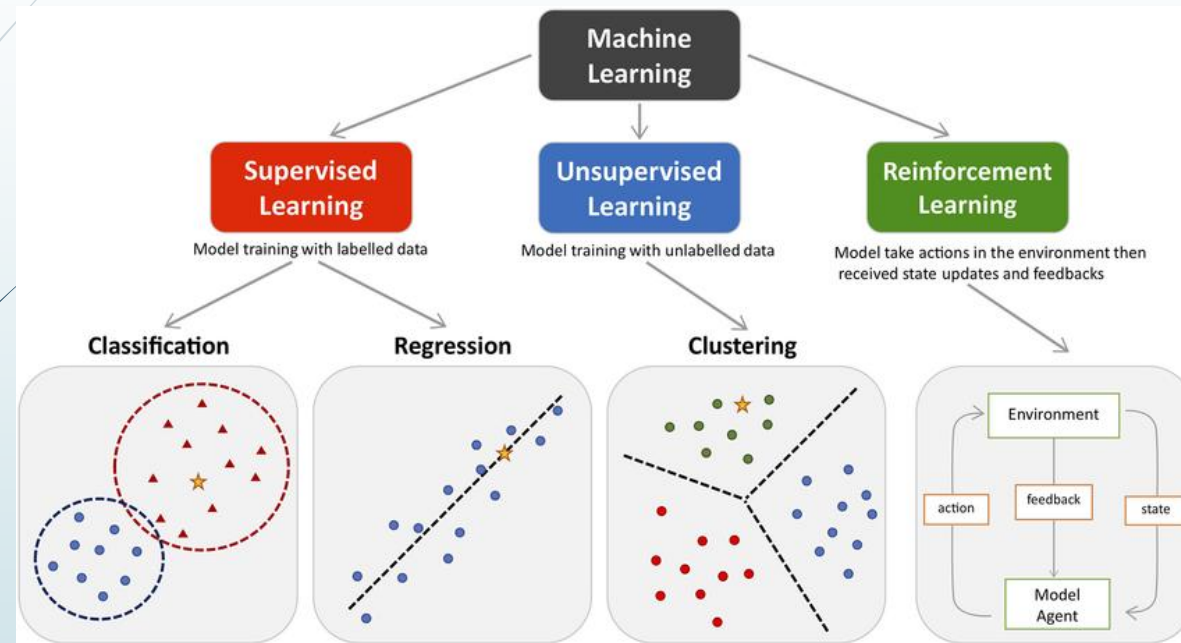 Machine
Learning
Supervised
Learning
Unsupervised
Learning
Reinforcement
Learning
Model training with labelled data
Model training with unlabelled data
Model take actions in the environment then
received state updates and feedbacks
Classification
Regression
Clustering
Environment
action
feedback
state
Model
Agent